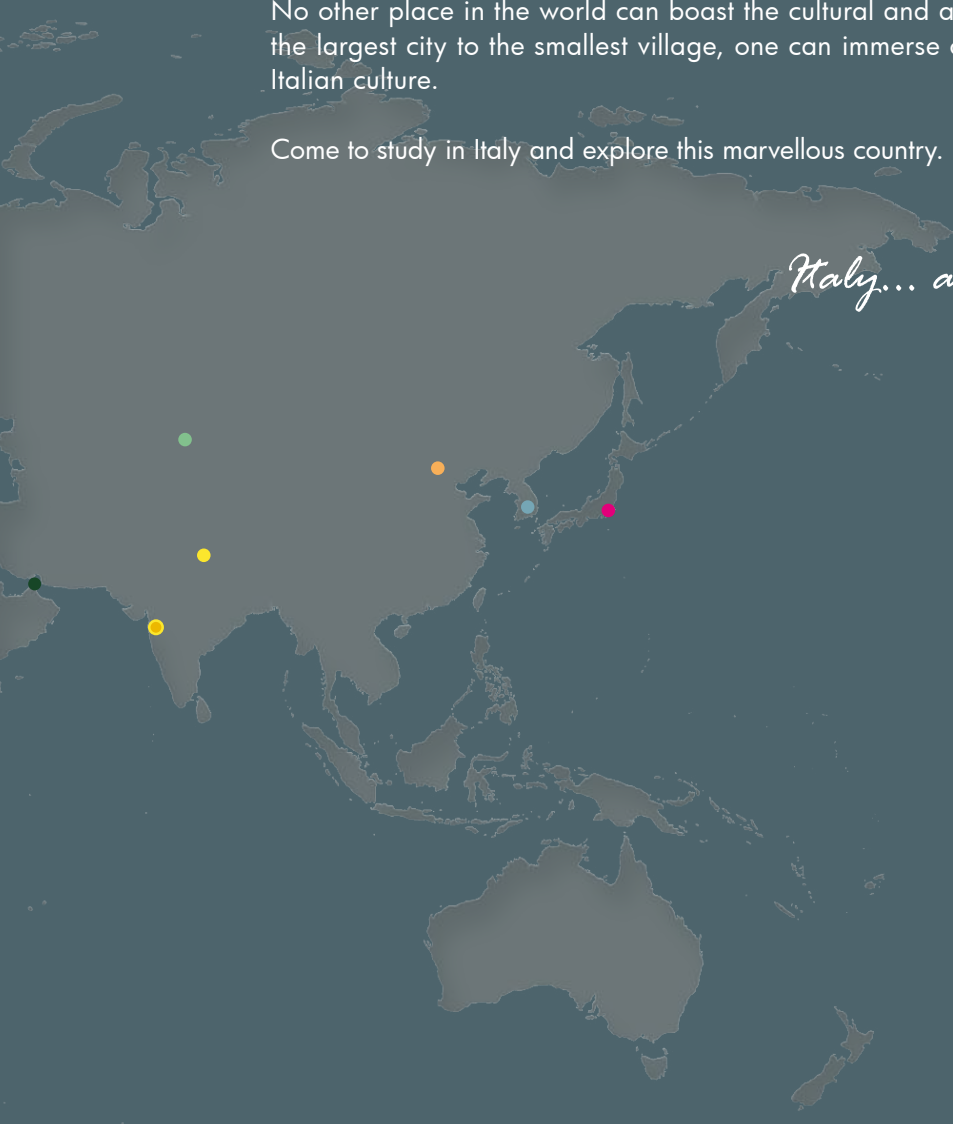 No other place in the world can boast the cultural and a
the largest city to the smallest village, one can immerse
Italian culture.
Come to study in Italy and explore this marvellous country.
Italy... a